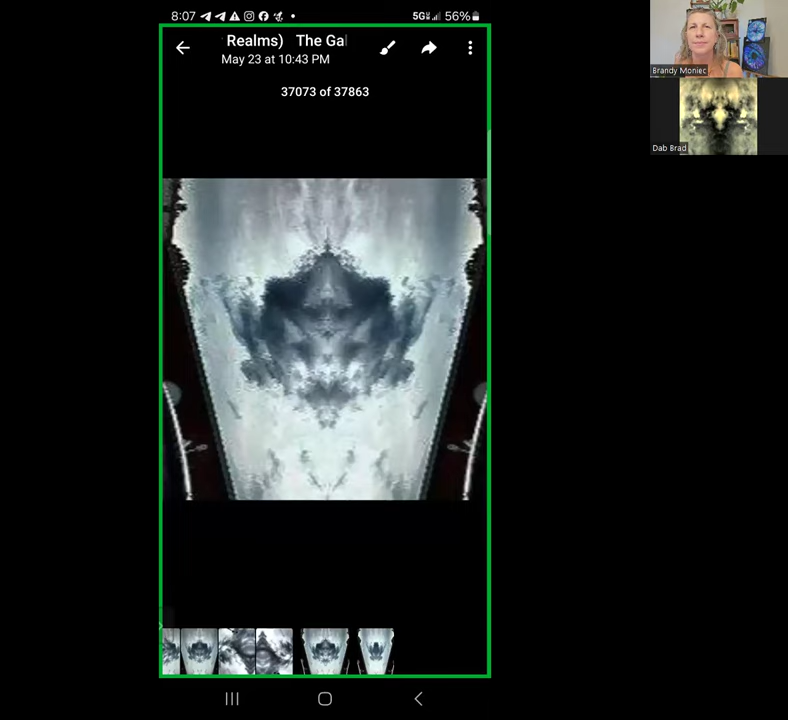 8:07
5G 56%
Realms) The Ga
May 23 at 10:43 PM
37073 of 37863
Brandy Moniec
Dab Brad